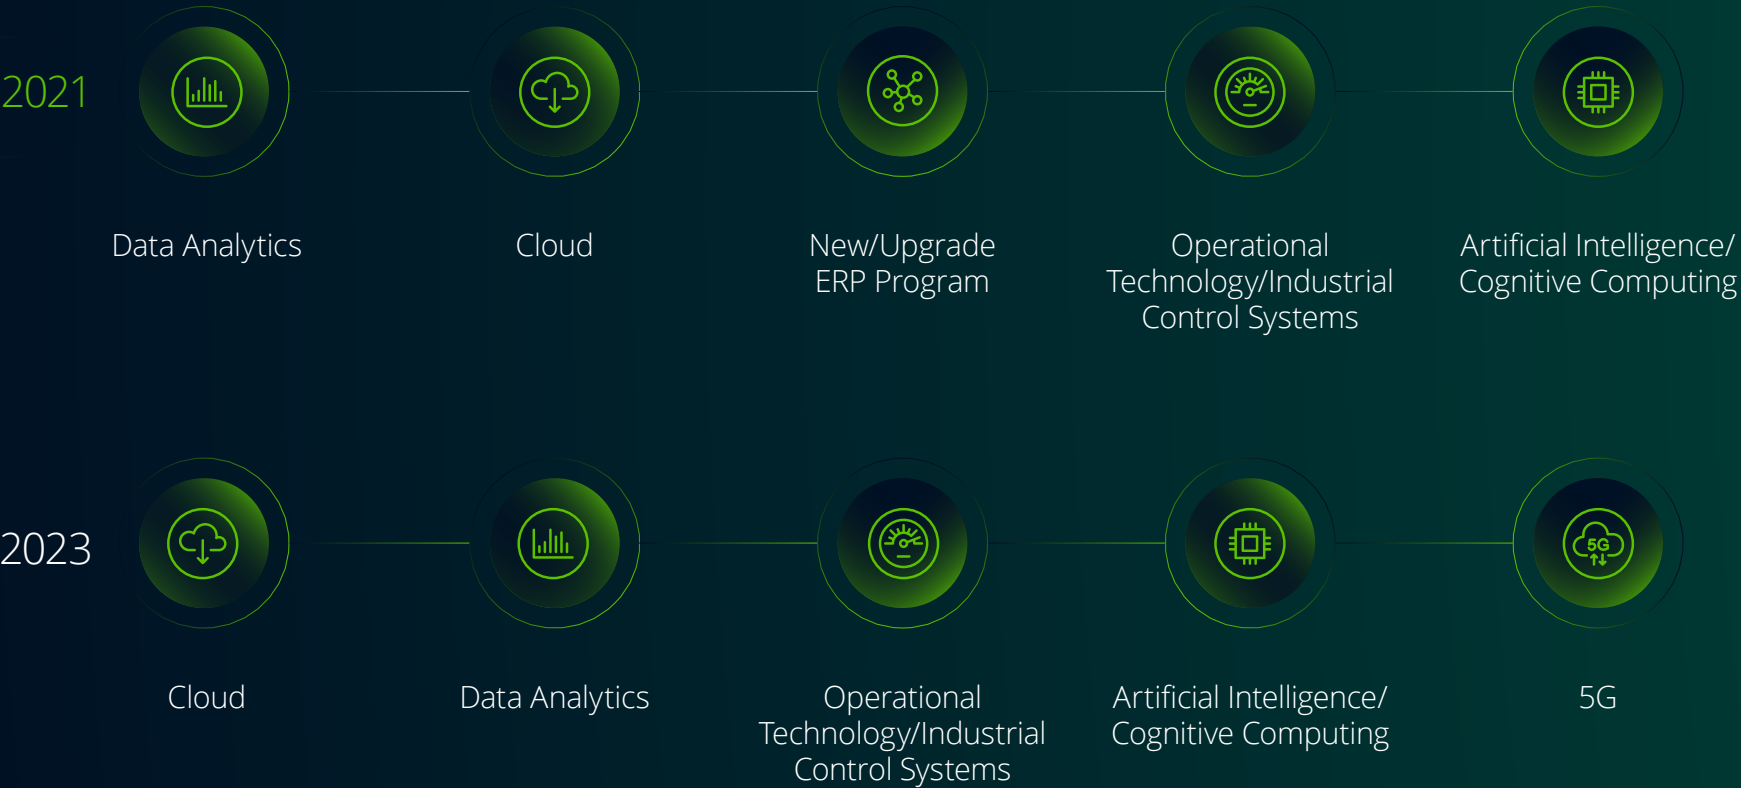 2021
Data Analytics
Cloud
New/Upgrade
ERP Program
Operational
Technology/Industrial
Control Systems
Artificial Intelligence/
Cognitive Computing
2023
5G
Cloud
Data Analytics
Operational
Technology/Industrial
Control Systems
Artificial Intelligence/
Cognitive Computing
5G